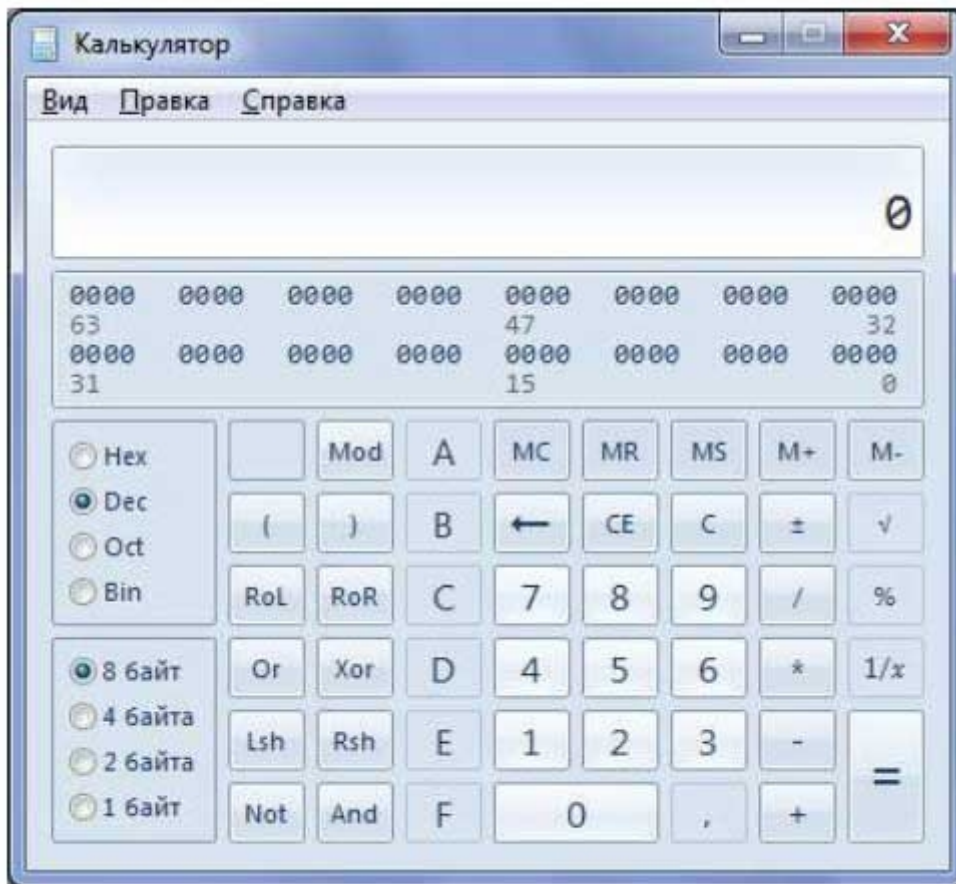 Калькулятор
Вид Правка Справка
0
0000 0000 0000 0000 0000 0000 0000 0000
63 47 32
0000 0000 0000 0000 0000 0000 0000 0000
31 15 0
Hex
Dec
Oct
Bin
8 байт
4 байта
2 байта
1 байт
Mod A MC MR MS M+ M-
( ) B ← CE C ± √
RoL RoR C 7 8 9 / %
Or Xor D 4 5 6 * 1/x
Lsh Rsh E 1 2 3 - =
Not And F 0 , +